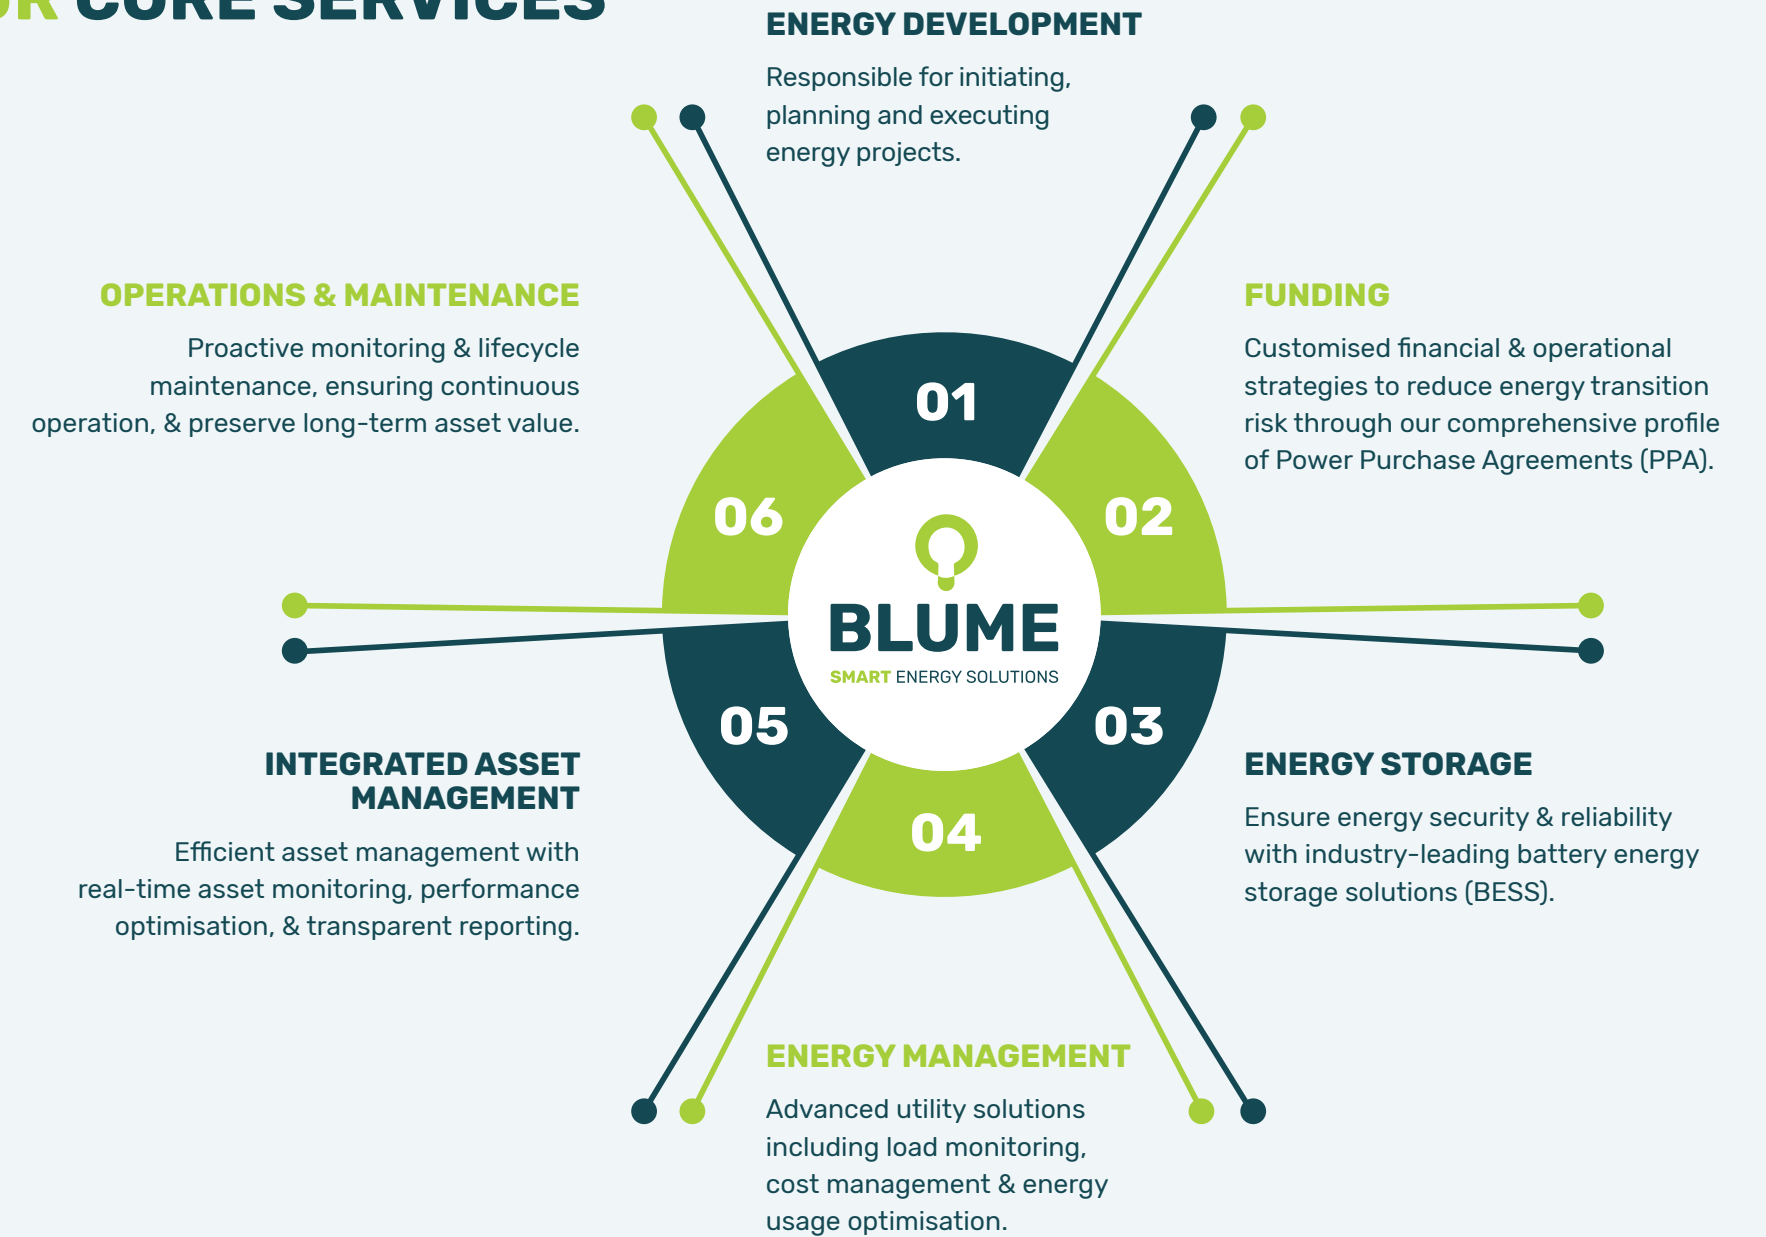 CORE SERVICES
ENERGY DEVELOPMENT
Responsible for initiating,
planning and executing
energy projects.
OPERATIONS & MAINTENANCE
Proactive monitoring & lifecycle
maintenance, ensuring continuous
operation, & preserve long-term asset value.
FUNDING
Customised financial & operational
strategies to reduce energy transition
risk through our comprehensive profile
of Power Purchase Agreements (PPA).
01
06
02
BLUME
SMART ENERGY SOLUTIONS
05
03
04
INTEGRATED ASSET
MANAGEMENT
Efficient asset management with
real-time asset monitoring, performance
optimisation, & transparent reporting.
ENERGY STORAGE
Ensure energy security & reliability
with industry-leading battery energy
storage solutions (BESS).
ENERGY MANAGEMENT
Advanced utility solutions
including load monitoring,
cost management & energy
usage optimisation.